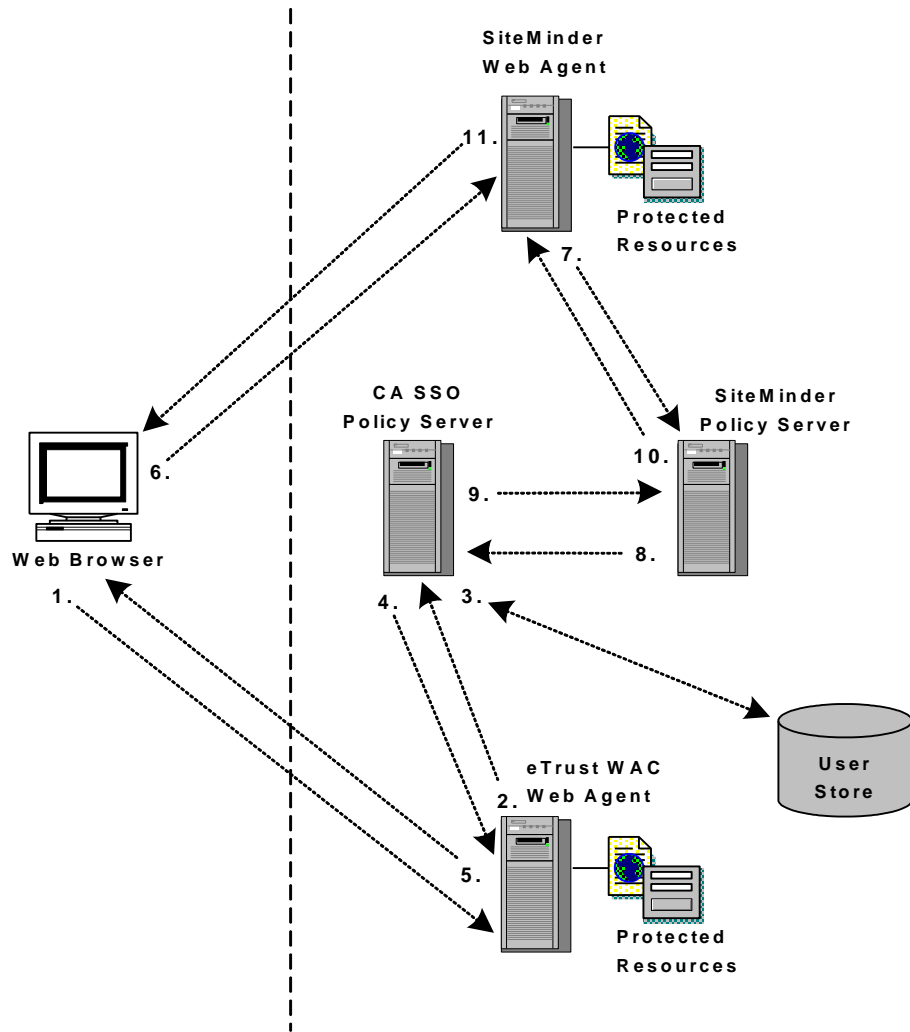 SiteMinder
Web Agent
11.
Protected
Resources
7.
CA SSO
Policy Server
SiteMinder
Policy Server
6.
10.
9.
Web Browser
8.
1.
4.
3.
eTrust WAC
Web Agent
2.
User
Store
5.
Protected
Resources